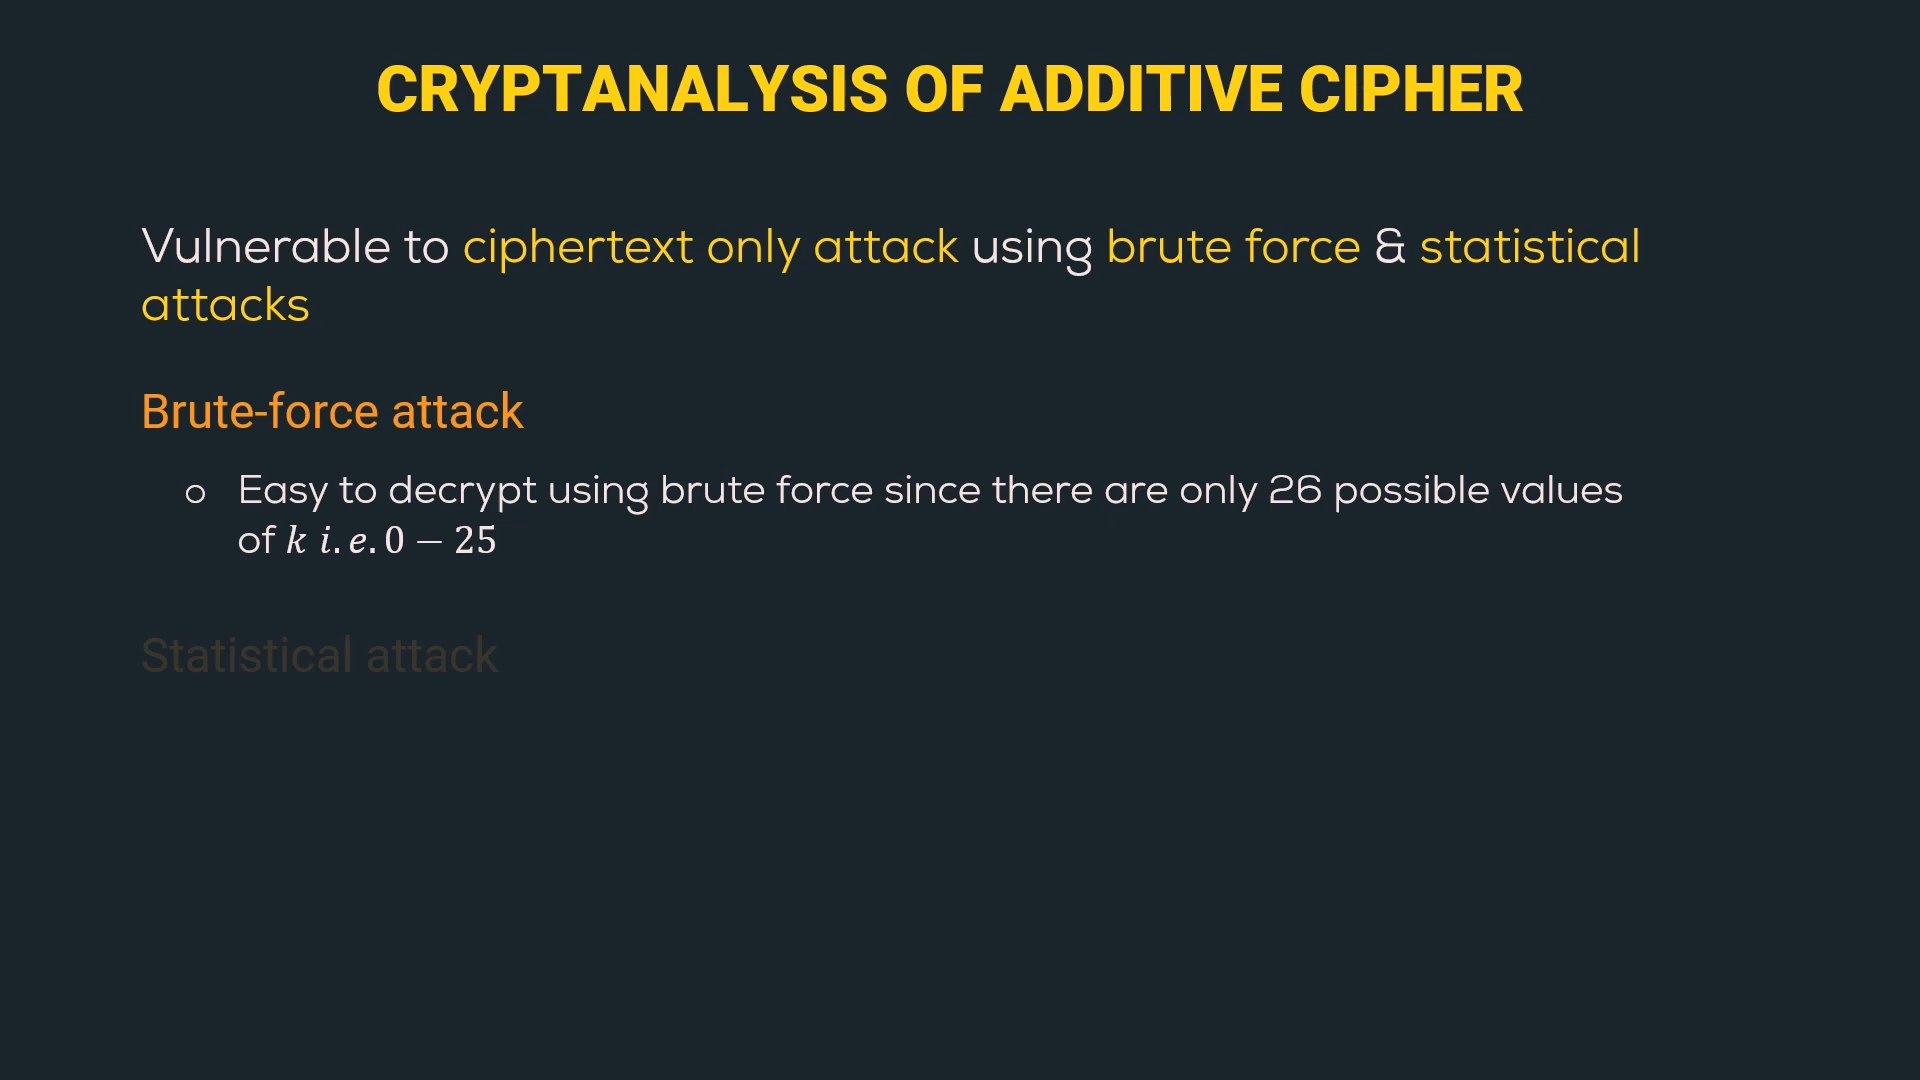 CRYPTANALYSIS OF ADDITIVE CIPHER
Vulnerable to ciphertext only attack using brute force & statistical
attacks
Brute-force attack
o Easy to decrypt using brute force since there are only 26 possible values
of k i.e. 0 – 25
Statistical attack